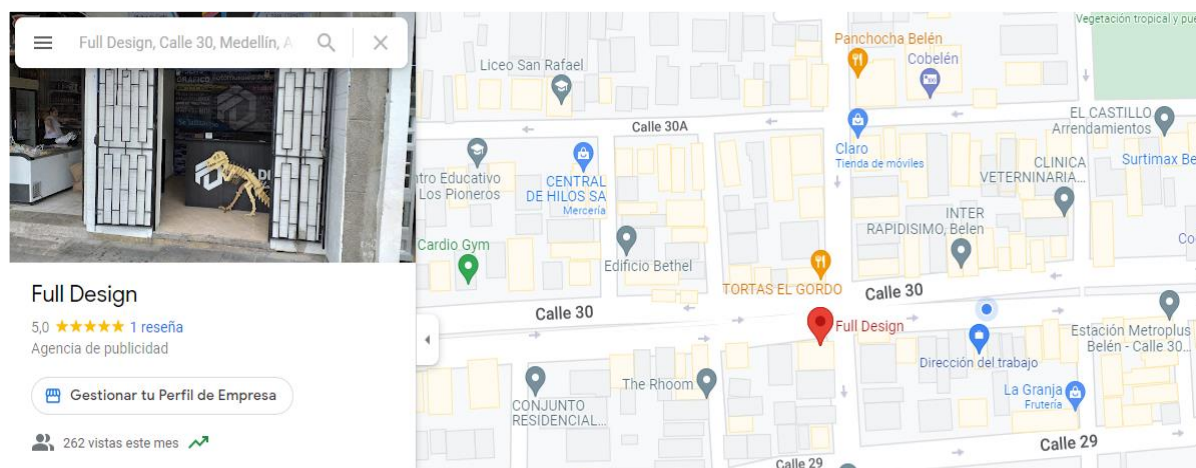 Full Design, Calle 30, Medellín, A
Full Design
5,0
1 reseña
Agencia de publicidad
Gestionar tu Perfil de Empresa
262 vistas este mes
Vegetación tropical y pue
Panchocha Belén
Cobelén
Liceo San Rafael
Calle 30A
EL CASTILLO
Arrendamientos
Claro
Tienda de móviles
CLINICA
VETERNINARIA...
Surtimax Be
ntro Educativo
Los Pioneros
CENTRAL
DE HILOS SA
Mercería
INTER
RAPIDISIMO, Belen
Co
Cardio Gym
Edificio Bethel
TORTAS EL GORDO
Calle 30
Calle 30
Full Design
Estación Metroplus
Belén - Calle 30...
Dirección del trabajo
The Rhoom
La Granja
Frutería
CONJUNTO
RESIDENCIAL...
Calle 29
Calle 29